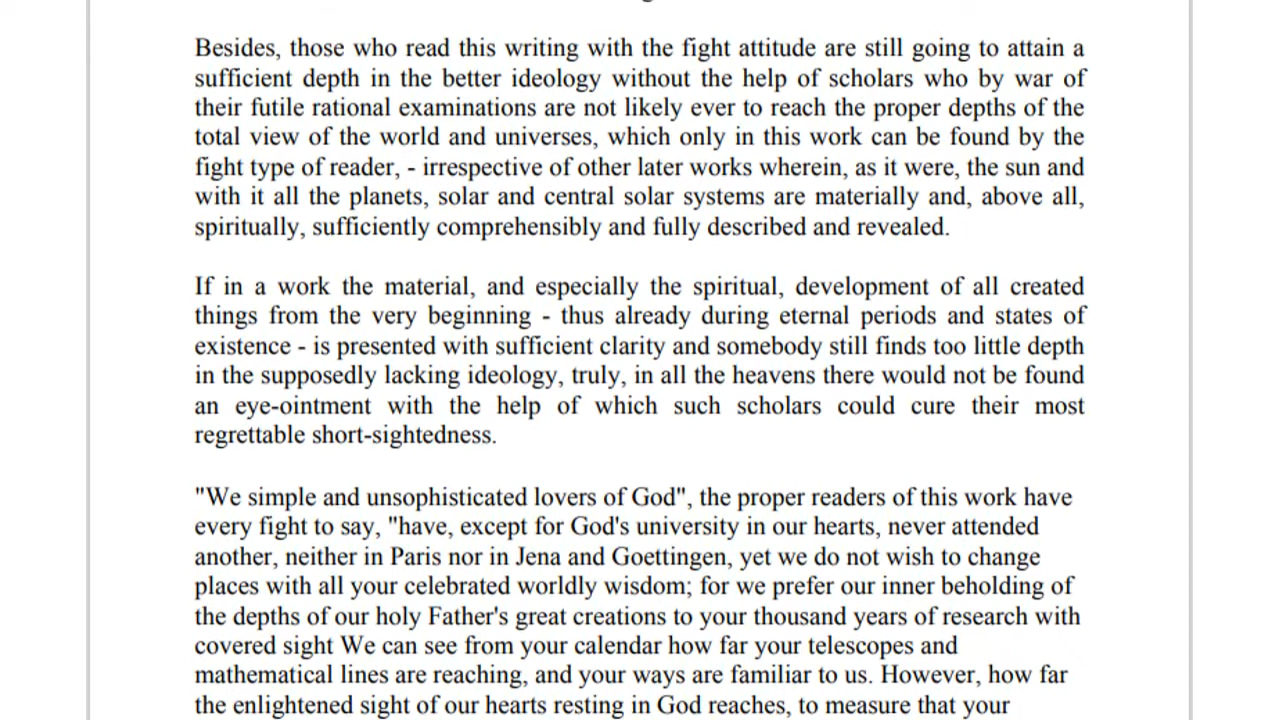 Besides, those who read this writing with the fight attitude are still going to attain a
sufficient depth in the better ideology without the help of scholars who by war of
their futile rational examinations are not likely ever to reach the proper depths of the
total view of the world and universes, which only in this work can be found by the
fight type of reader, - irrespective of other later works wherein, as it were, the sun and
with it all the planets, solar and central solar systems are materially and, above all,
spiritually, sufficiently comprehensibly and fully described and revealed.
If in a work the material, and especially the spiritual, development of all created
things from the very beginning - thus already during eternal periods and states of
existence - is presented with sufficient clarity and somebody still finds too little depth
in the supposedly lacking ideology, truly, in all the heavens there would not be found
an eye-ointment with the help of which such scholars could cure their most
regrettable short-sightedness.
"We simple and unsophisticated lovers of God", the proper readers of this work have
every fight to say, "have, except for God's university in our hearts, never attended
another, neither in Paris nor in Jena and Goettingen, yet we do not wish to change
places with all your celebrated worldly wisdom; for we prefer our inner beholding of
the depths of our holy Father's great creations to your thousand years of research with
covered sight We can see from your calendar how far your telescopes and
mathematical lines are reaching, and your ways are familiar to us. However, how far
the enlightened sight of our hearts resting in God reaches, to measure that your